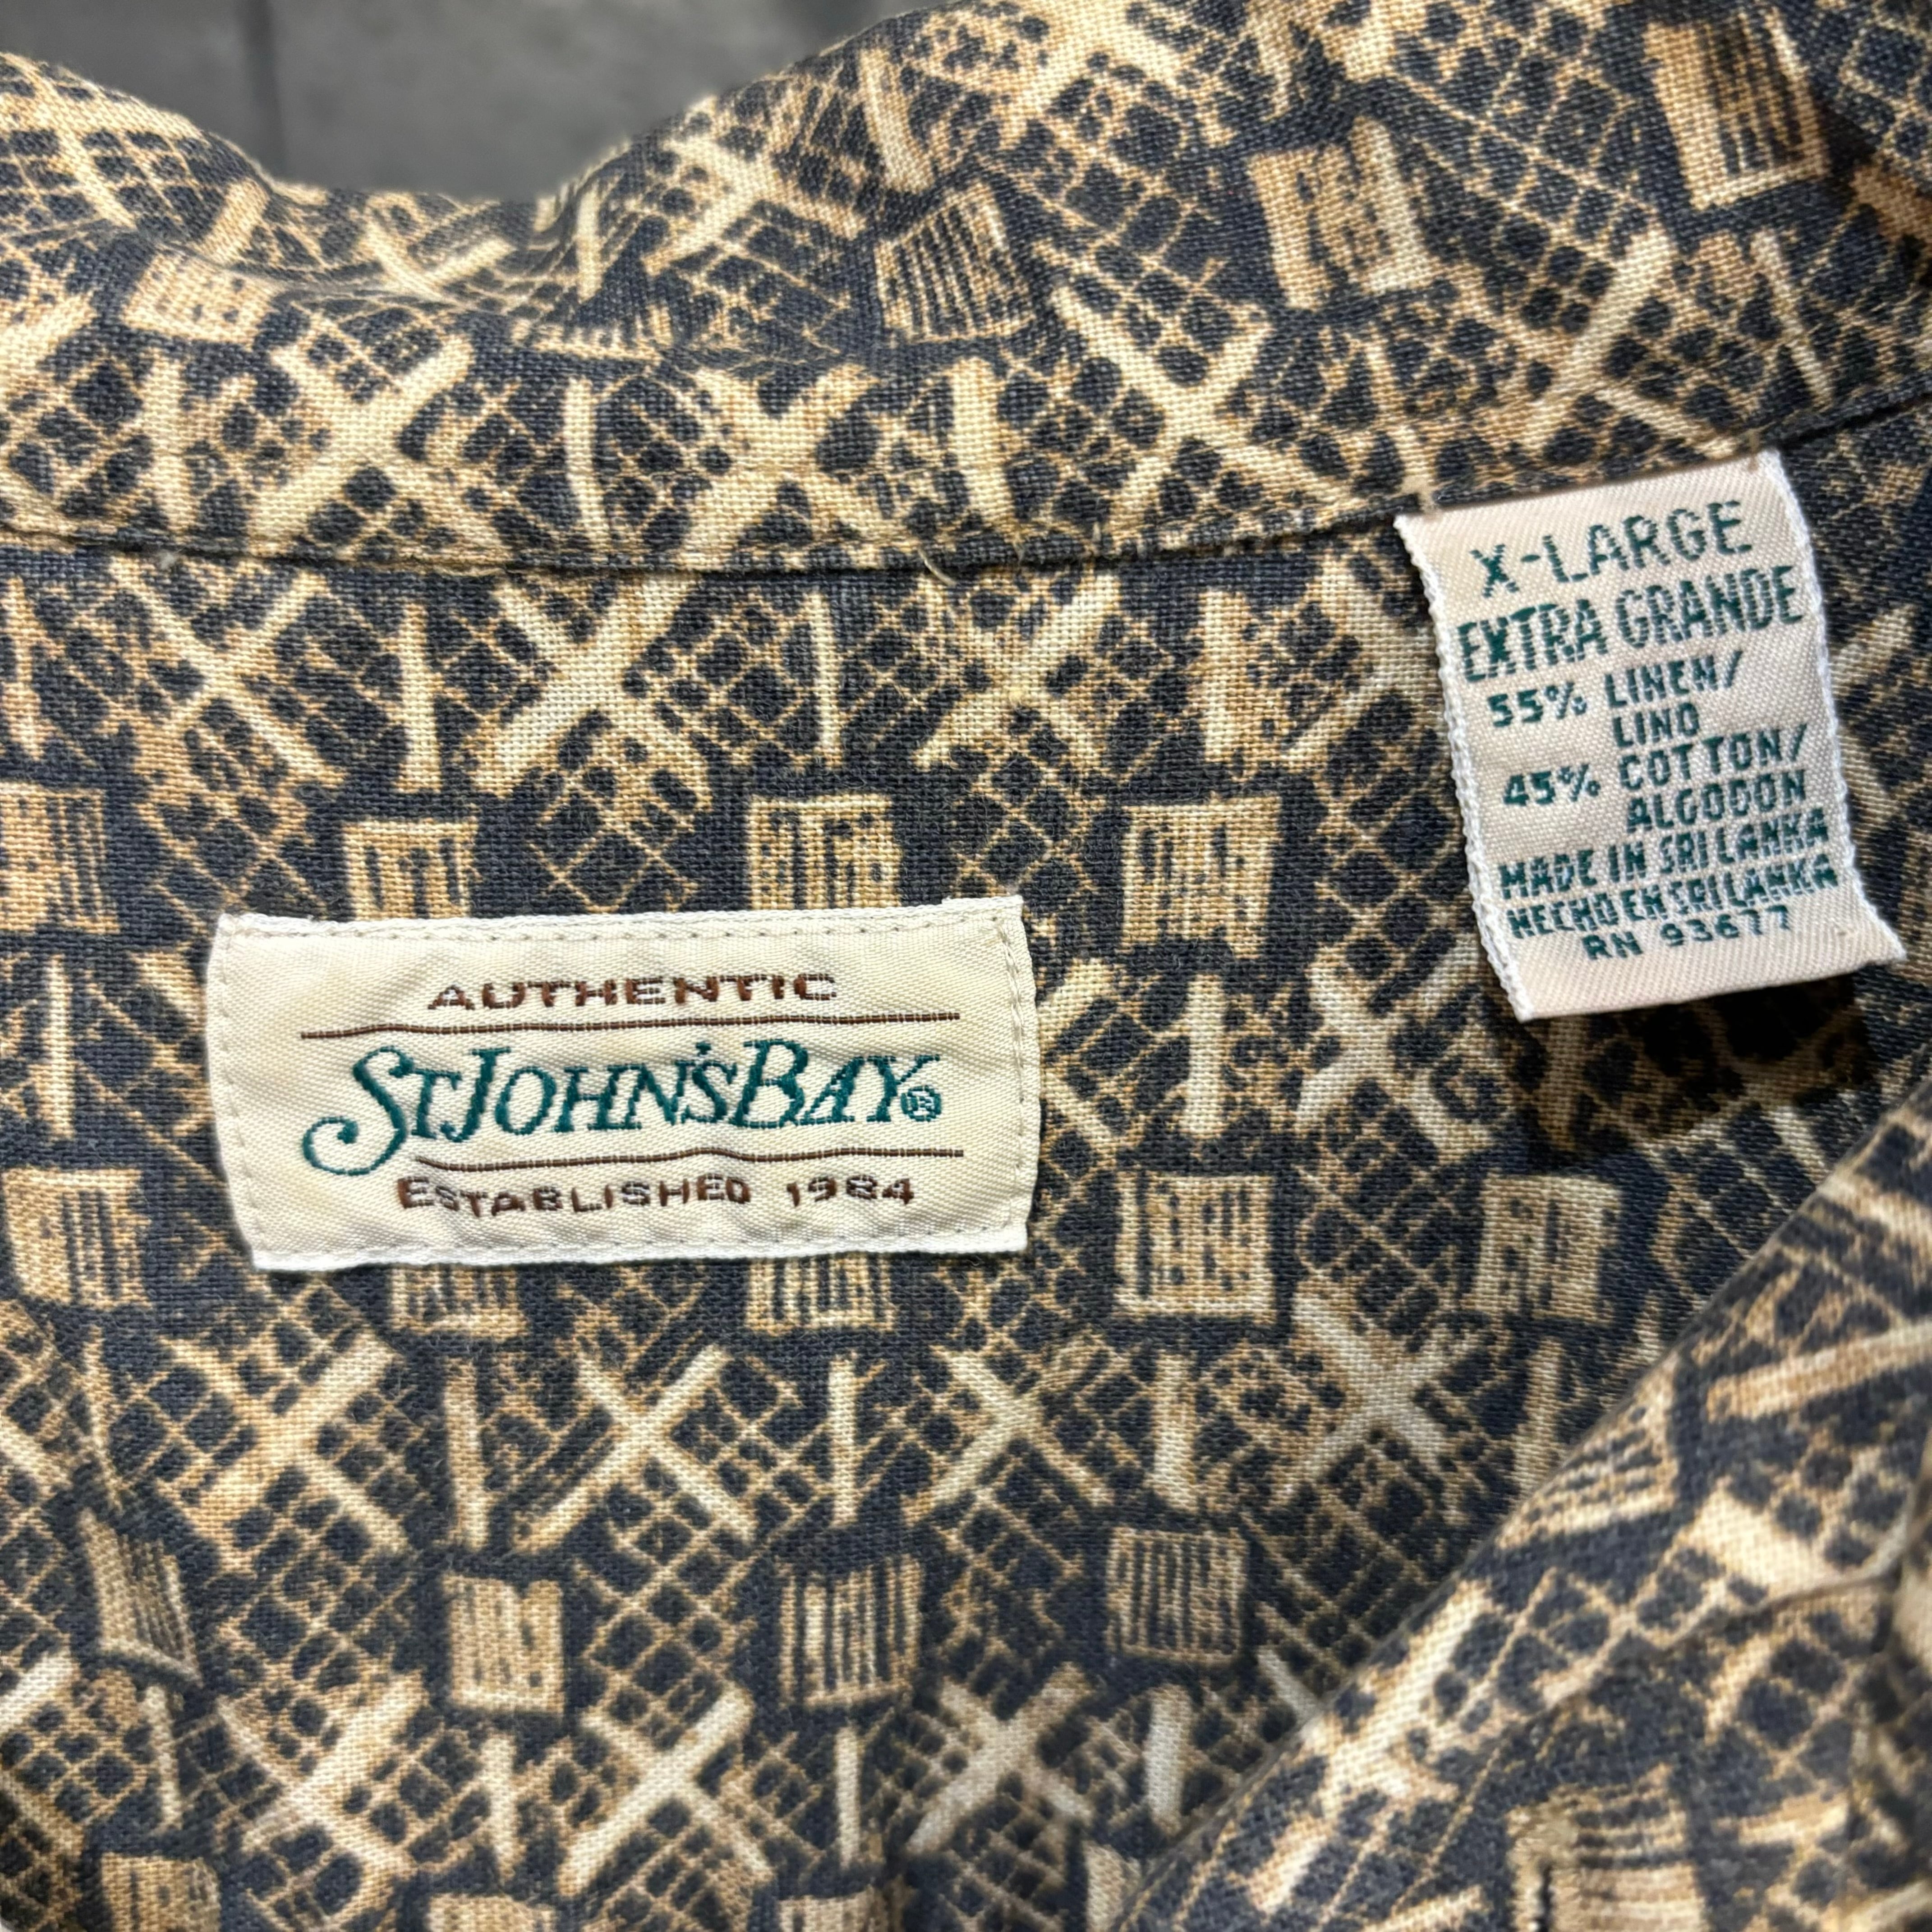 AUTHENTIC
ST JOHN'S BAY®
ESTABLISHED 1984
X-LARGE
EXTRA GRANDE
55% LINEN/
LINO
45% COTTON/
ALGODON
MADE IN SRI LANKA
HECHO EN SRI LANKA
RN 93677